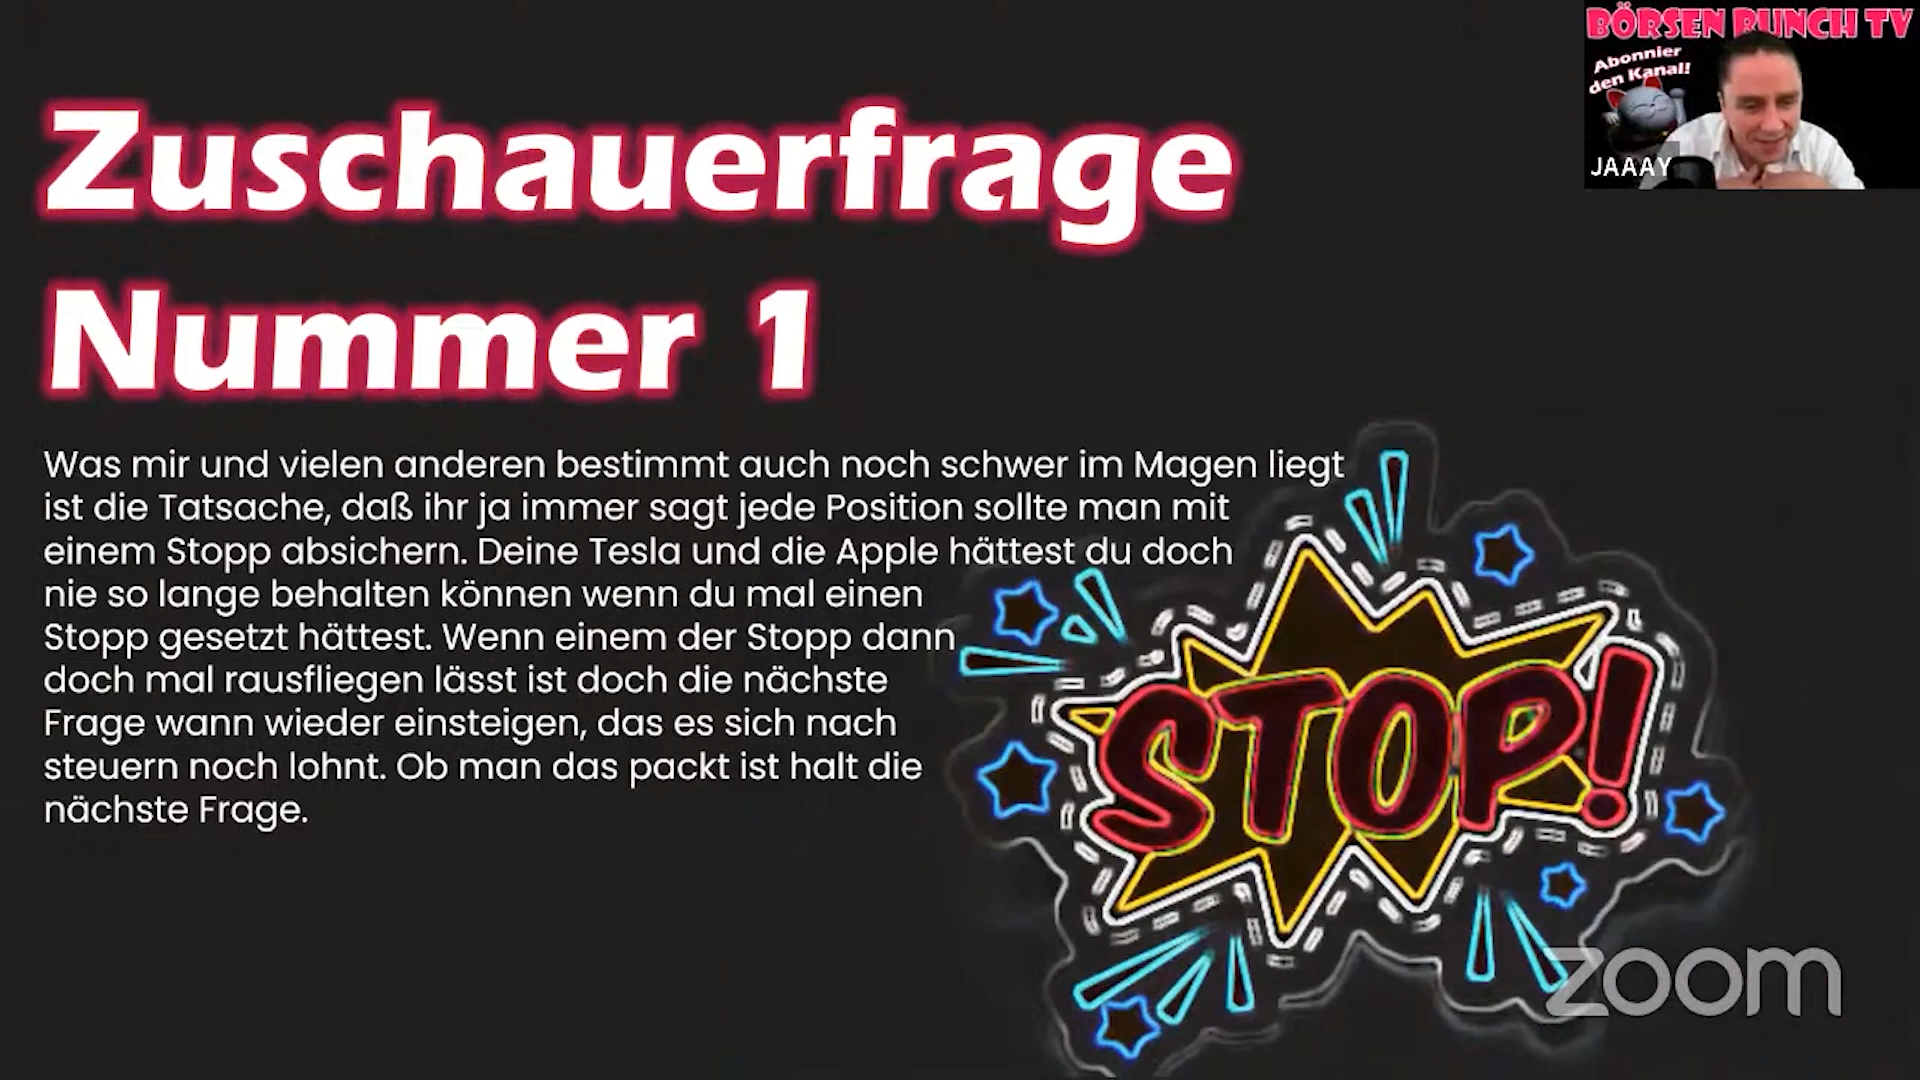 BÖRSEN BUNCH TV
Abonnier
den Kanal!
JAAAY
Zuschauerfrage
Nummer 1
Was mir und vielen anderen bestimmt auch noch schwer im Magen liegt
ist die Tatsache, daß ihr ja immer sagt jede Position sollte man mit
einem Stopp absichern. Deine Tesla und die Apple hättest du doch
nie so lange behalten können wenn du mal einen
Stopp gesetzt hättest. Wenn einem der Stopp dann
doch mal rausfliegen lässt ist doch die nächste
Frage wann wieder einsteigen, das es sich nach
steuern noch lohnt. Ob man das packt ist halt die
nächste Frage.
STOP!
zoom